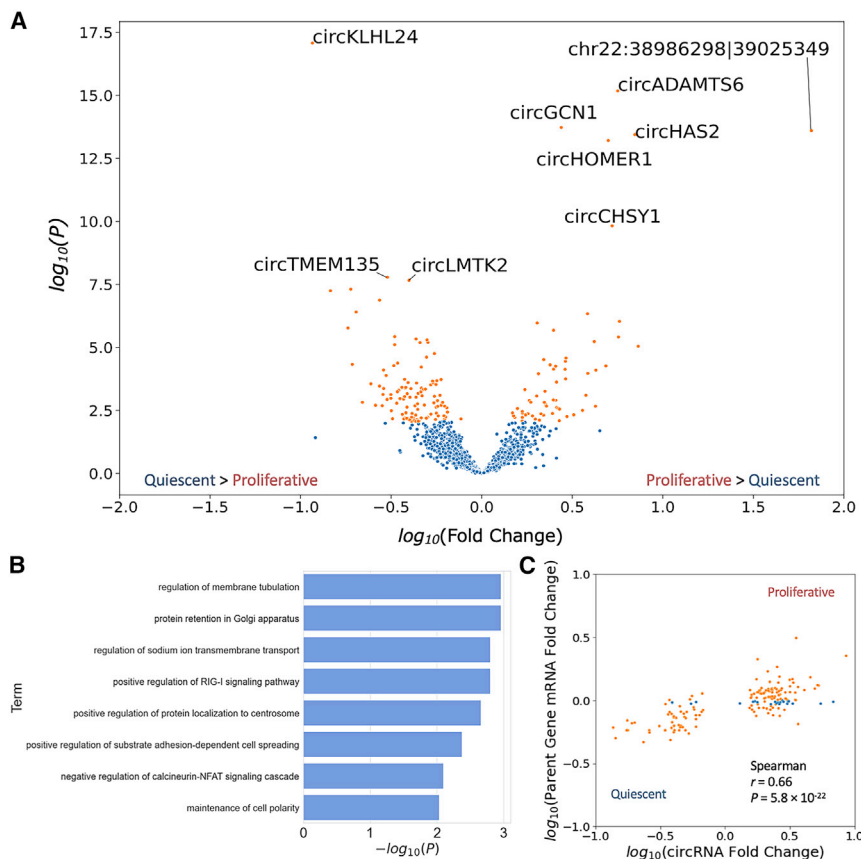 A
17.5
15.0
12.5
10.0
7.5
5.0
2.5
0.0
log10(P)
circKLHL24
chr22:38986298|39025349
circADAMTS6
circGCN1
circHAS2
circHOMER1
circCHSY1
circTMEM135
circLMTK2
Quiescent > Proliferative
Proliferative > Quiescent
−2.0 −1.5 −1.0 −0.5 0.0 0.5 1.0 1.5 2.0
log10(Fold Change)
B
Term
regulation of membrane tubulation
protein retention in Golgi apparatus
regulation of sodium ion transmembrane transport
positive regulation of RIG-I signaling pathway
positive regulation of protein localization to centrosome
positive regulation of substrate adhesion-dependent cell spreading
negative regulation of calcineurin-NFAT signaling cascade
maintenance of cell polarity
0 1 2 3
−log10(P)
C
log10(Parent Gene mRNA Fold Change)
1.0
0.5
0.0
−0.5
−1.0
Proliferative
Spearman
r = 0.66
P = 5.8 × 10-22
Quiescent
−1.0 −0.5 0.0 0.5 1.0
log10(circRNA Fold Change)